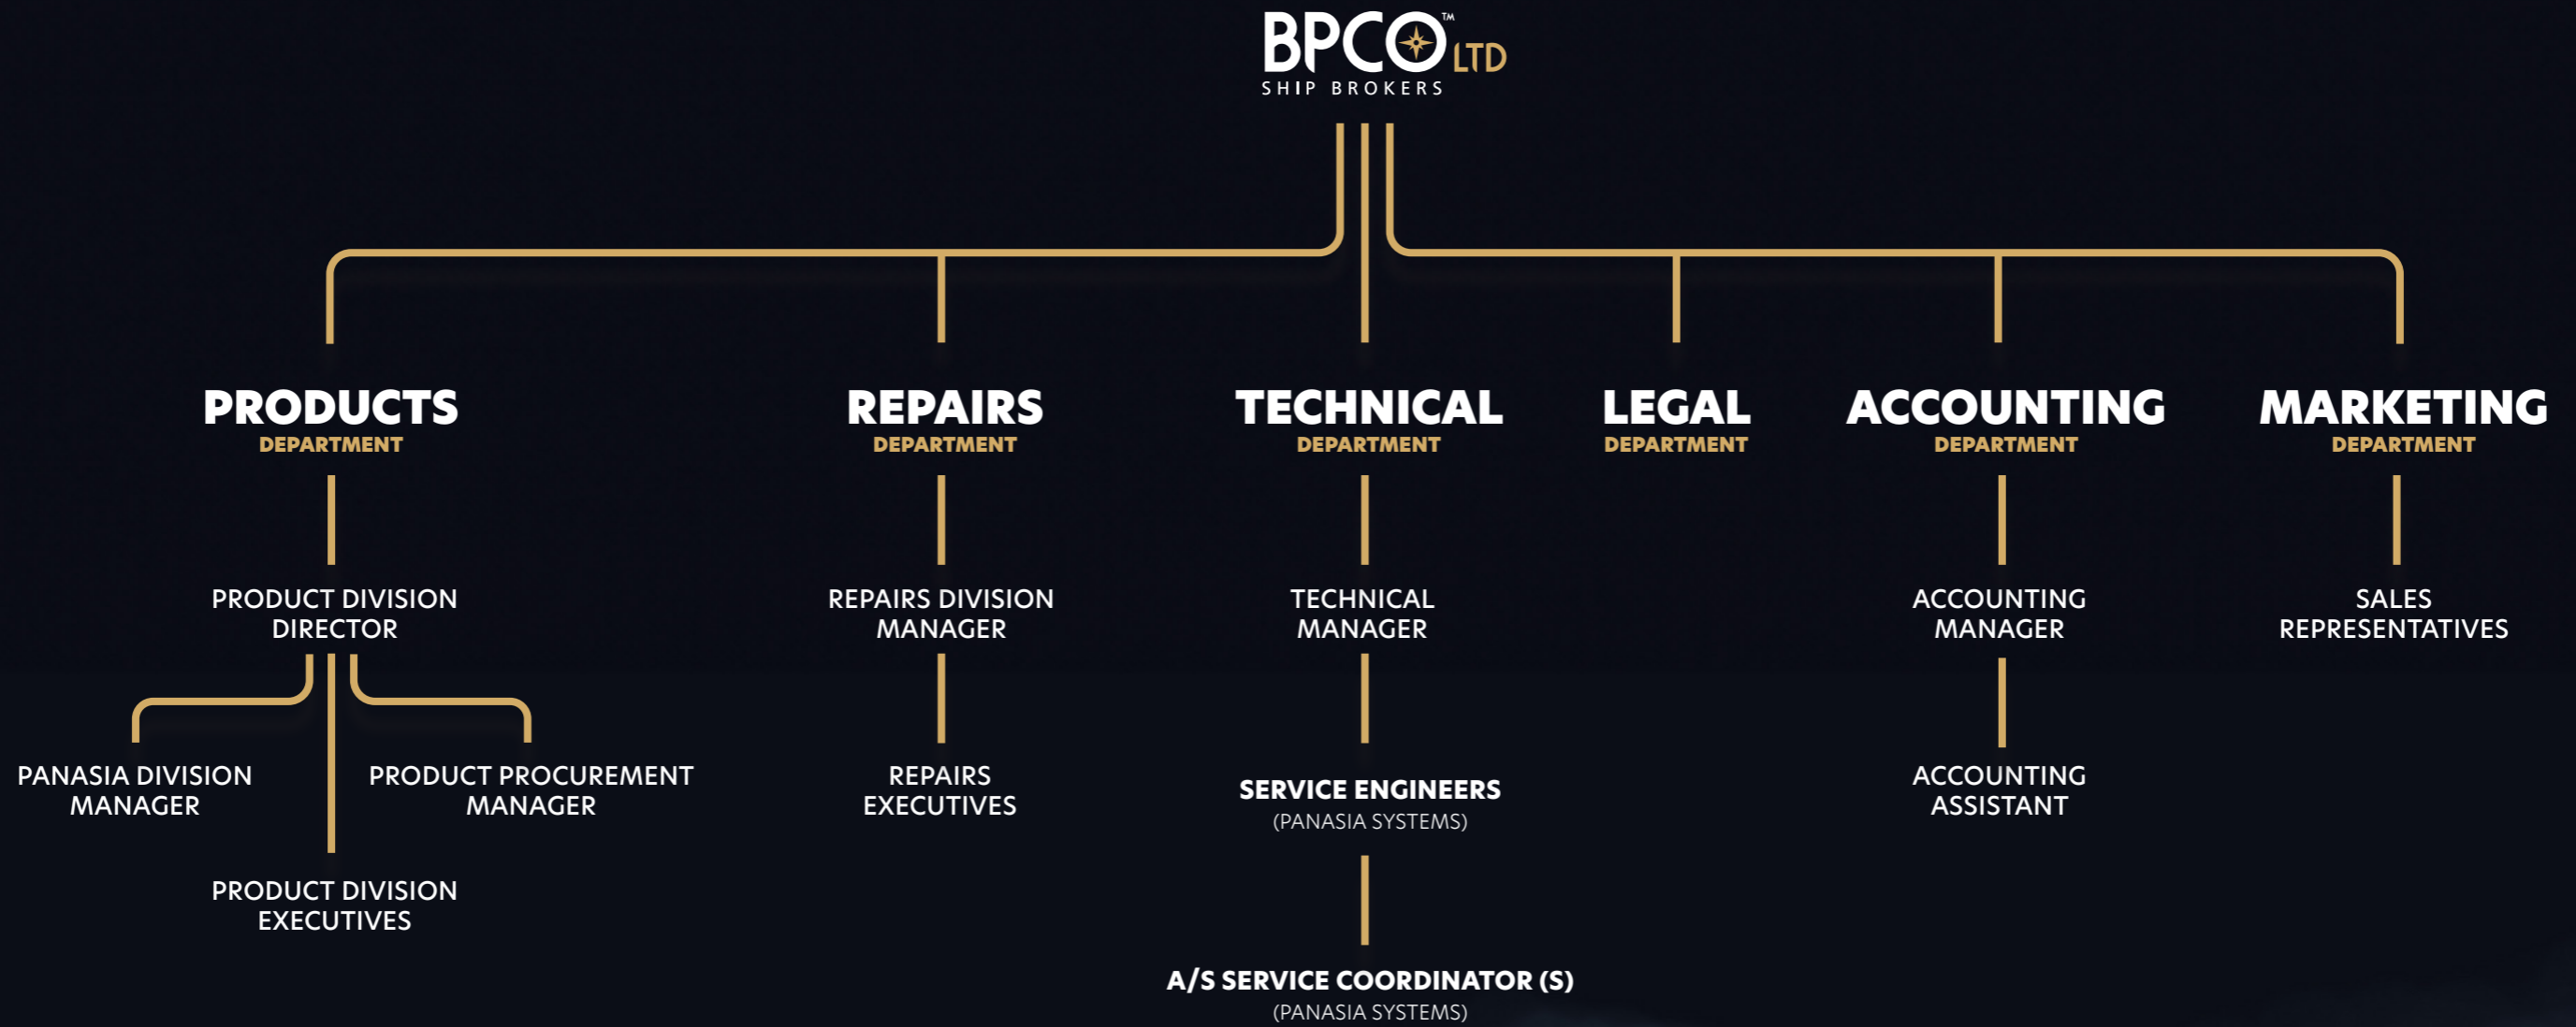 BPCO™ LTD
SHIP BROKERS
PRODUCTS
DEPARTMENT
REPAIRS
DEPARTMENT
TECHNICAL
DEPARTMENT
LEGAL
DEPARTMENT
ACCOUNTING
DEPARTMENT
MARKETING
DEPARTMENT
PRODUCT DIVISION
DIRECTOR
REPAIRS DIVISION
MANAGER
TECHNICAL
MANAGER
ACCOUNTING
MANAGER
SALES
REPRESENTATIVES
PANASIA DIVISION
MANAGER
PRODUCT PROCUREMENT
MANAGER
REPAIRS
EXECUTIVES
SERVICE ENGINEERS
(PANASIA SYSTEMS)
ACCOUNTING
ASSISTANT
PRODUCT DIVISION
EXECUTIVES
A/S SERVICE COORDINATOR (S)
(PANASIA SYSTEMS)